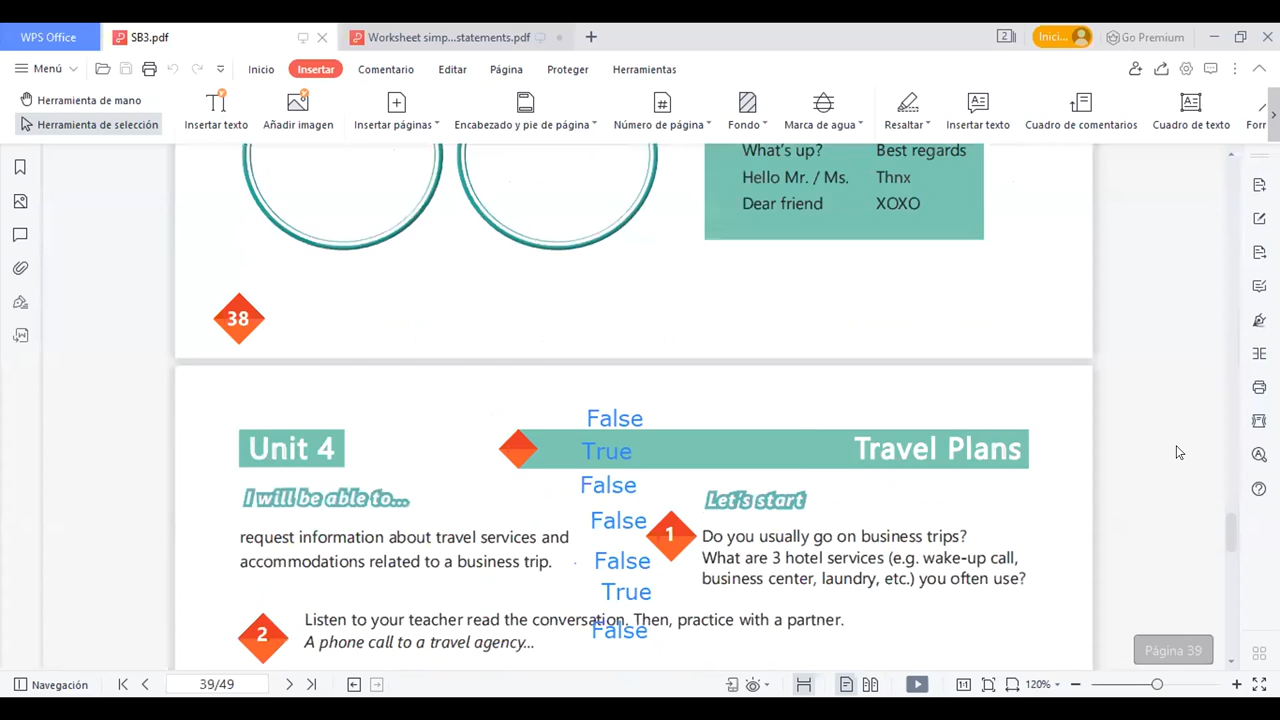 WPS Office
SB3.pdf
Worksheet simp...statements.pdf
2
Inici...
Go Premium
Menú
Inicio
Insertar
Comentario
Editar
Página
Proteger
Herramientas
Herramienta de mano
Herramienta de selección
Insertar texto
Añadir imagen
Insertar páginas
Encabezado y pie de página
Número de página
Fondo
Marca de agua
Resaltar
Insertar texto
Cuadro de comentarios
Cuadro de texto
Forr
What's up? Best regards
Hello Mr. / Ms. Thnx
Dear friend XOXO
38
False
Unit 4
True
Travel Plans
False
I will be able to...
request information about travel services and
accommodations related to a business trip.
False
False
True
False
Let's start
1
Do you usually go on business trips?
What are 3 hotel services (e.g. wake-up call,
business center, laundry, etc.) you often use?
2
Listen to your teacher read the conversation. Then, practice with a partner.
A phone call to a travel agency...
Página 39
Navegación
39/49
1:1
120%